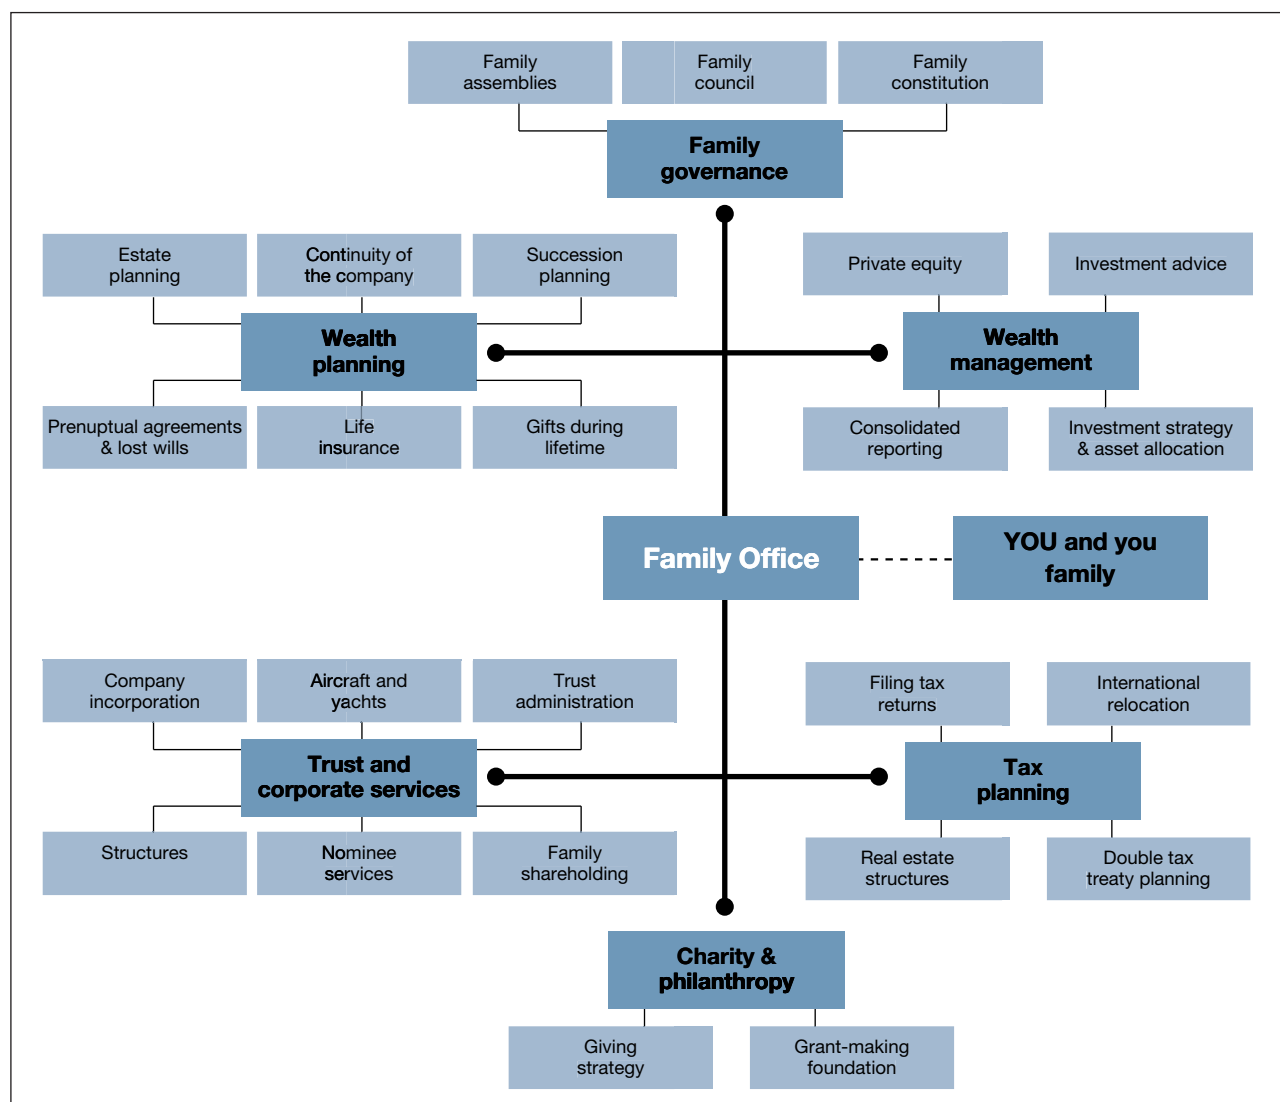 Family
assemblies
Family
council
Family
constitution
Family
governance
Estate
planning
Continuity of
the company
Succession
planning
Wealth
planning
Prenuptual agreements
& lost wills
Life
insurance
Gifts during
lifetime
Private equity
Investment advice
Wealth
management
Consolidated
reporting
Investment strategy
& asset allocation
Family Office
YOU and you
family
Company
incorporation
Aircraft and
yachts
Trust
administration
Trust and
corporate services
Structures
Nominee
services
Family
shareholding
Filing tax
returns
International
relocation
Tax
planning
Real estate
structures
Double tax
treaty planning
Charity &
philanthropy
Giving
strategy
Grant-making
foundation